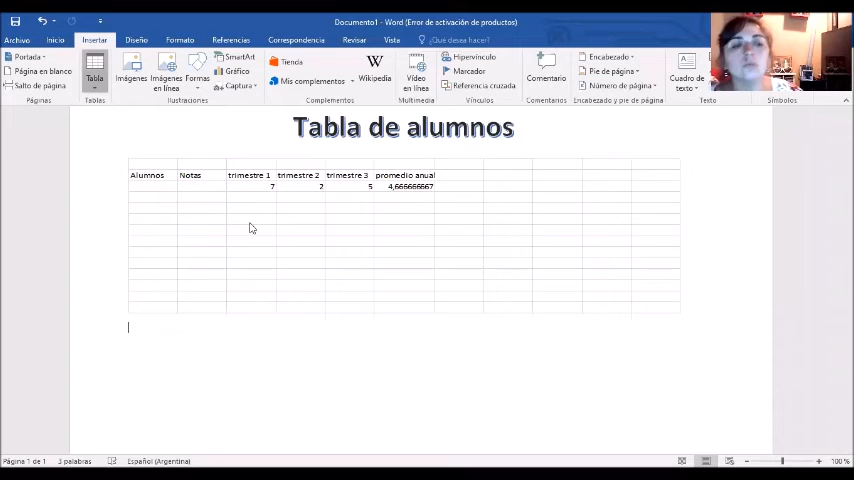 Documento1 - Word (Error de activación de productos)
Archivo Inicio Insertar Diseño Formato Referencias Correspondencia Revisar Vista ¿Qué desea hacer?
Portada
Página en blanco
Salto de página
Páginas
Tabla
Tablas
Imágenes
Imágenes en línea
Formas
SmartArt
Gráfico
Captura
Ilustraciones
Tienda
Mis complementos
Wikipedia
Complementos
Vídeo en línea
Multimedia
Hipervínculo
Marcador
Referencia cruzada
Vínculos
Comentario
Comentarios
Encabezado
Pie de página
Número de página
Encabezado y pie de página
Cuadro de texto
Texto
Símbolos
Tabla de alumnos
Alumnos Notas trimestre 1 trimestre 2 trimestre 3 promedio anual
7 2 5 4,666666667
Página 1 de 1 3 palabras Español (Argentina) 100 %